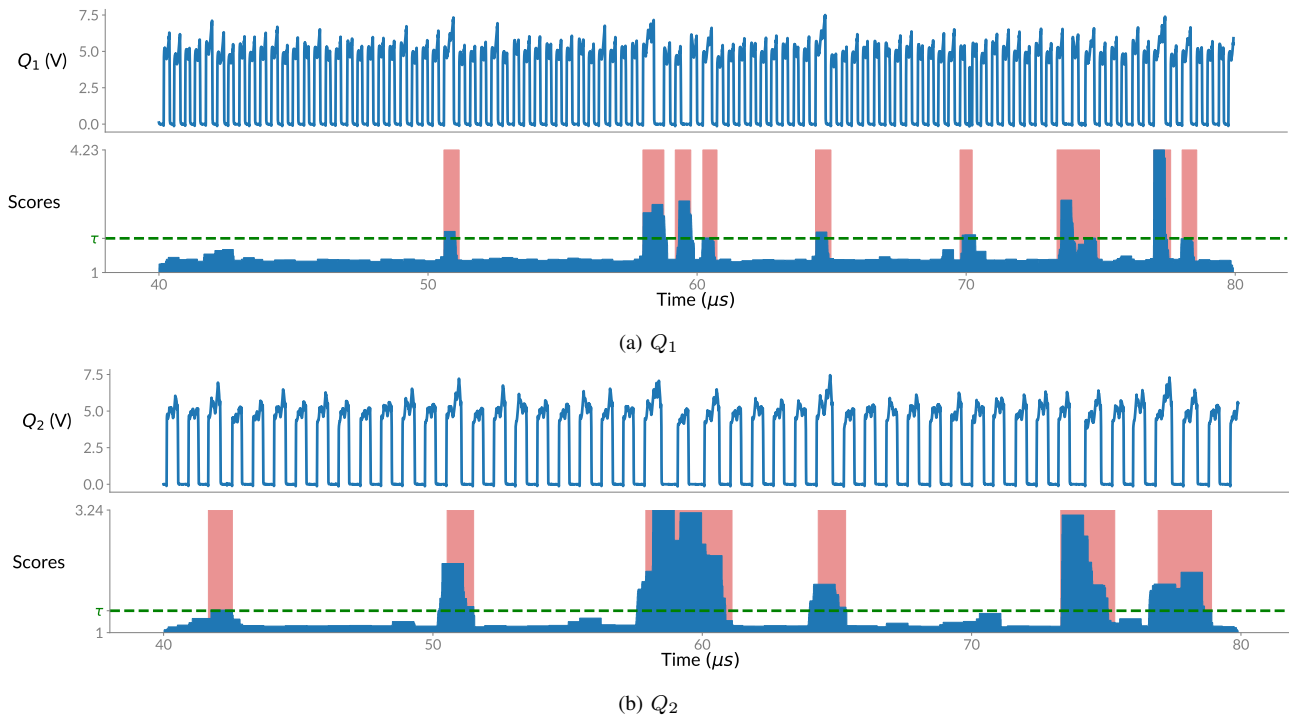 7.5
5.0
Q1 (V)
2.5
0.0
4.23
Scores
τ
1
40 50 60 70 80
Time (μs)
(a) Q1
7.5
5.0
Q2 (V)
2.5
0.0
3.24
Scores
τ
1
40 50 60 70 80
Time (μs)
(b) Q2